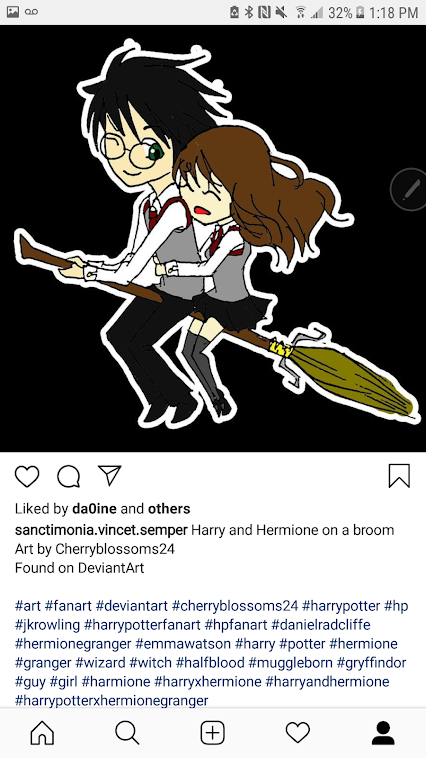 32% 1:18 PM
Liked by da0ine and others
sanctimonia.vincet.semper Harry and Hermione on a broom
Art by Cherryblossoms24
Found on DeviantArt
#art #fanart #deviantart #cherryblossoms24 #harrypotter #hp
#jkrowling #harrypotterfanart #hpfanart #danielradcliffe
#hermionegranger #emmawatson #harry #potter #hermione
#granger #wizard #witch #halfblood #muggleborn #gryffindor
#guy #girl #harmione #harryxhermione #harryandhermione
#harrypotterxhermionegranger